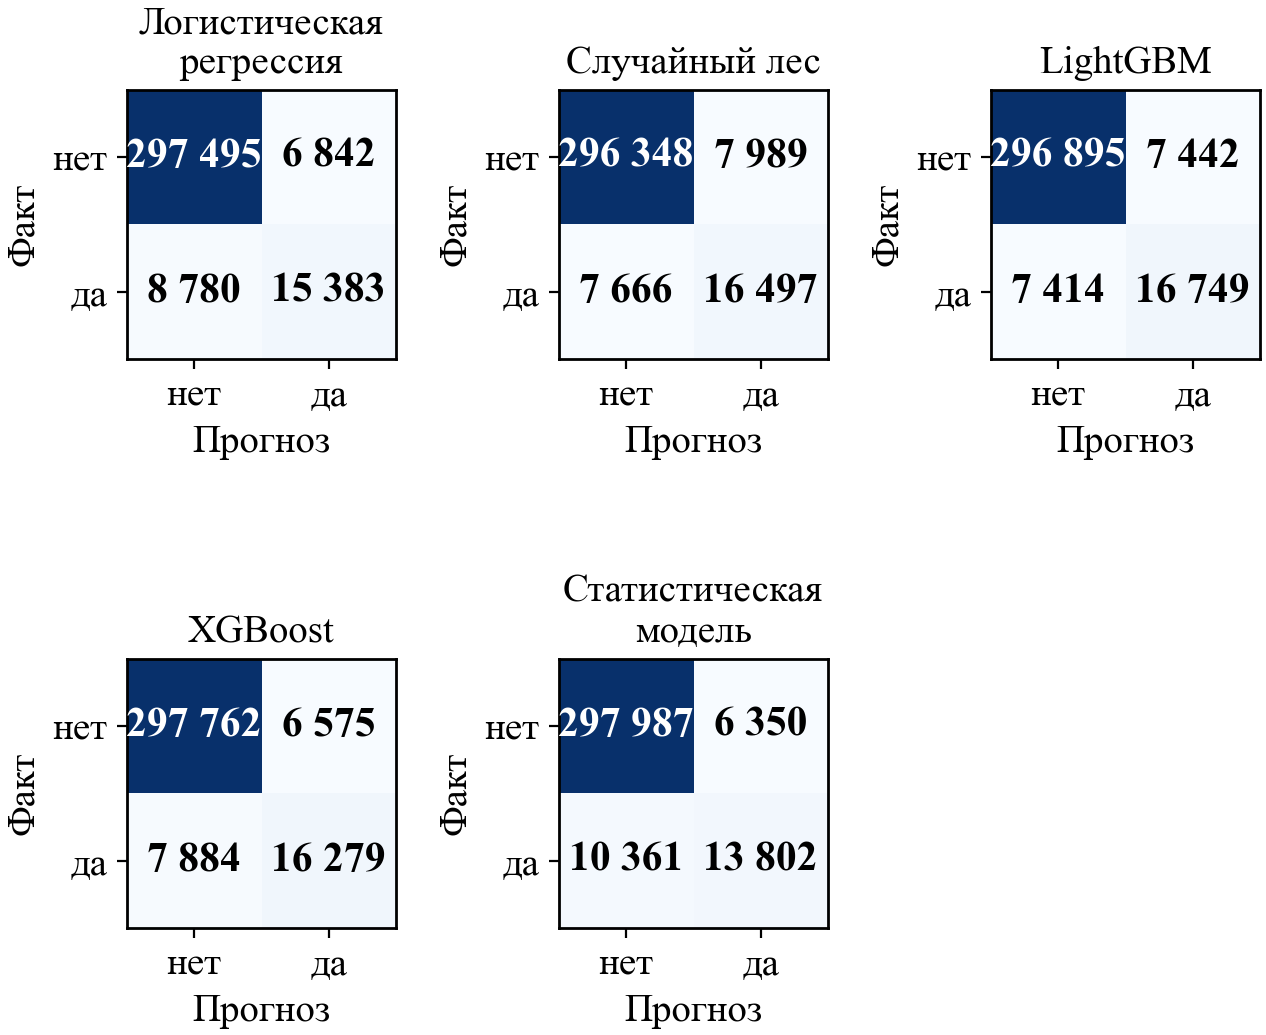 Логистическая
регрессия
Факт
нет
297 495 6 842
да
8 780 15 383
нет да
Прогноз
Случайный лес
Факт
нет
296 348 7 989
да
7 666 16 497
нет да
Прогноз
LightGBM
Факт
нет
296 895 7 442
да
7 414 16 749
нет да
Прогноз
XGBoost
Факт
нет
297 762 6 575
да
7 884 16 279
нет да
Прогноз
Статистическая
модель
Факт
нет
297 987 6 350
да
10 361 13 802
нет да
Прогноз